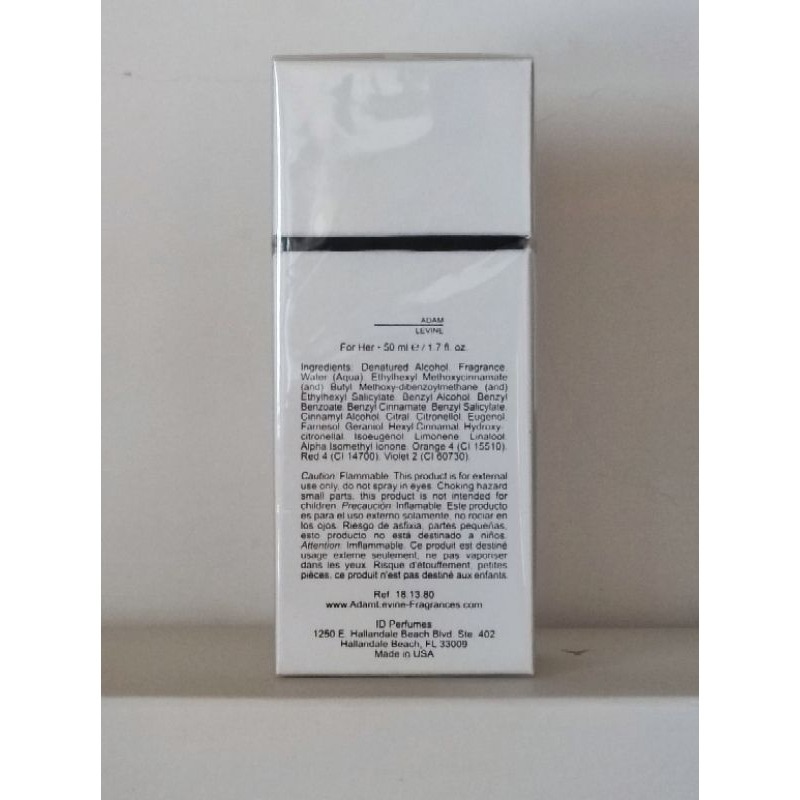 ADAM
LEVINE
For Her - 50 ml e / 1.7 fl. oz.
Ingredients: Denatured Alcohol. Fragrance.
Water (Aqua). Ethylhexyl Methoxycinnamate
(and) Butyl Methoxy-dibenzoylmethane (and)
Ethylhexyl Salicylate. Benzyl Alcohol. Benzyl
Benzoate. Benzyl Cinnamate. Benzyl Salicylate.
Cinnamyl Alcohol. Citral. Citronellol. Eugenol.
Farnesol. Geraniol. Hexyl Cinnamal. Hydroxy-
citronellal. Isoeugenol. Limonene. Linalool.
Alpha Isomethyl Ionone. Orange 4 (CI 15510).
Red 4 (CI 14700). Violet 2 (CI 60730).
Caution: Flammable. This product is for external
use only, do not spray in eyes. Choking hazard
small parts, this product is not intended for
children. Precaución: Inflamable. Este producto
es para el uso externo solamente, no rociar en
los ojos. Riesgo de asfixia, partes pequeñas,
esto producto no está destinado a niños.
Attention: Imflammable. Ce produit est destiné
usage externe seulement, ne pas vaporiser
dans les yeux. Risque d'étouffement, petites
pièces, ce produit n'est pas destiné aux enfants.
Ref. 18.13.80
www.AdamLevine-Fragrances.com
ID Perfumes
1250 E. Hallandale Beach Blvd. Ste. 402
Hallandale Beach, FL 33009
Made in USA